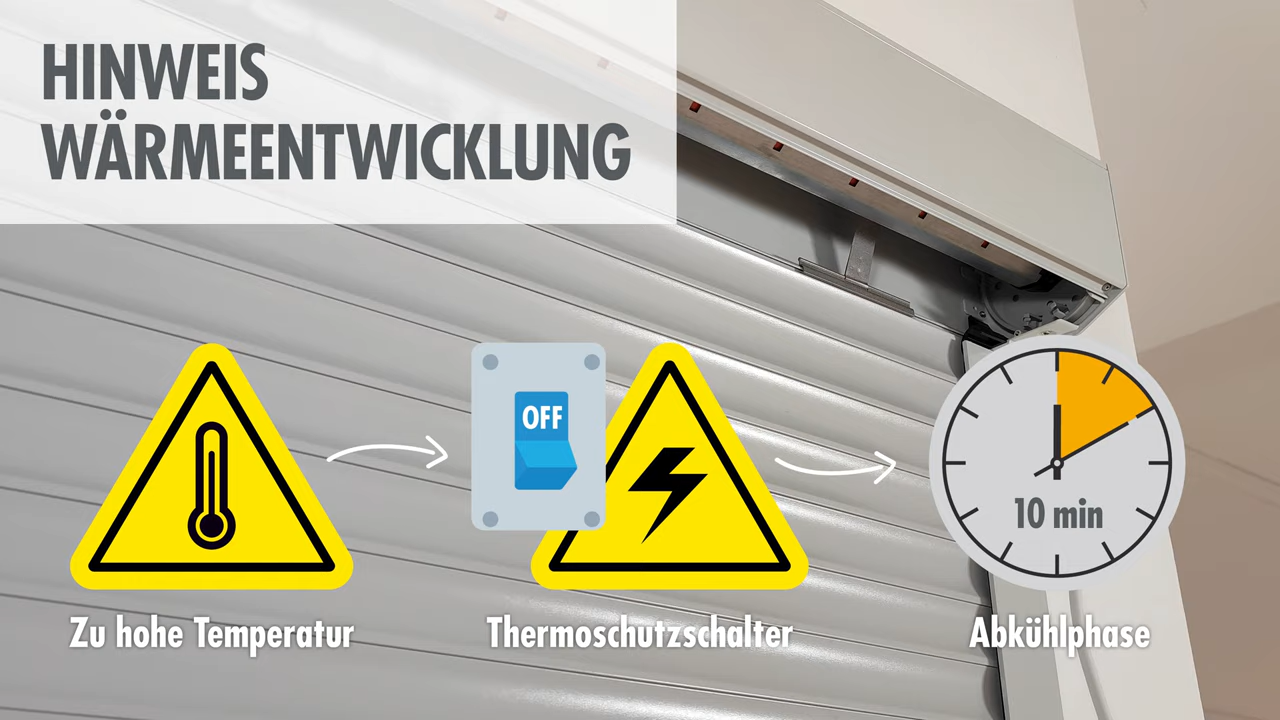 HINWEIS
WÄRMEENTWICKLUNG
OFF
10 min
Zu hohe Temperatur
Thermoschutzschalter
Abkühlphase